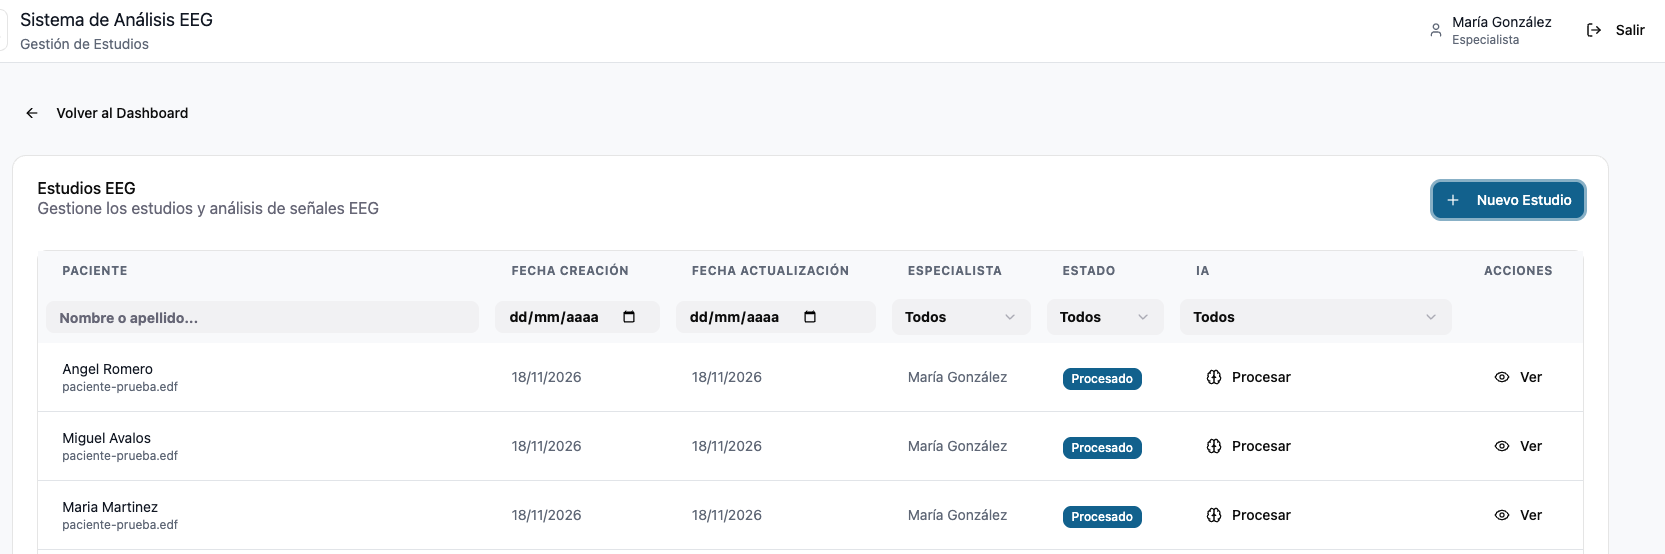 Sistema de Análisis EEG
Gestión de Estudios
María González
Especialista
Salir
Volver al Dashboard
Estudios EEG
Gestione los estudios y análisis de señales EEG
Nuevo Estudio
PACIENTE FECHA CREACIÓN FECHA ACTUALIZACIÓN ESPECIALISTA ESTADO IA ACCIONES
Nombre o apellido... dd/mm/aaaa dd/mm/aaaa Todos Todos Todos
Angel Romero
paciente-prueba.edf
18/11/2026 18/11/2026 María González Procesado Procesar Ver
Miguel Avalos
paciente-prueba.edf
18/11/2026 18/11/2026 María González Procesado Procesar Ver
Maria Martinez
paciente-prueba.edf
18/11/2026 18/11/2026 María González Procesado Procesar Ver